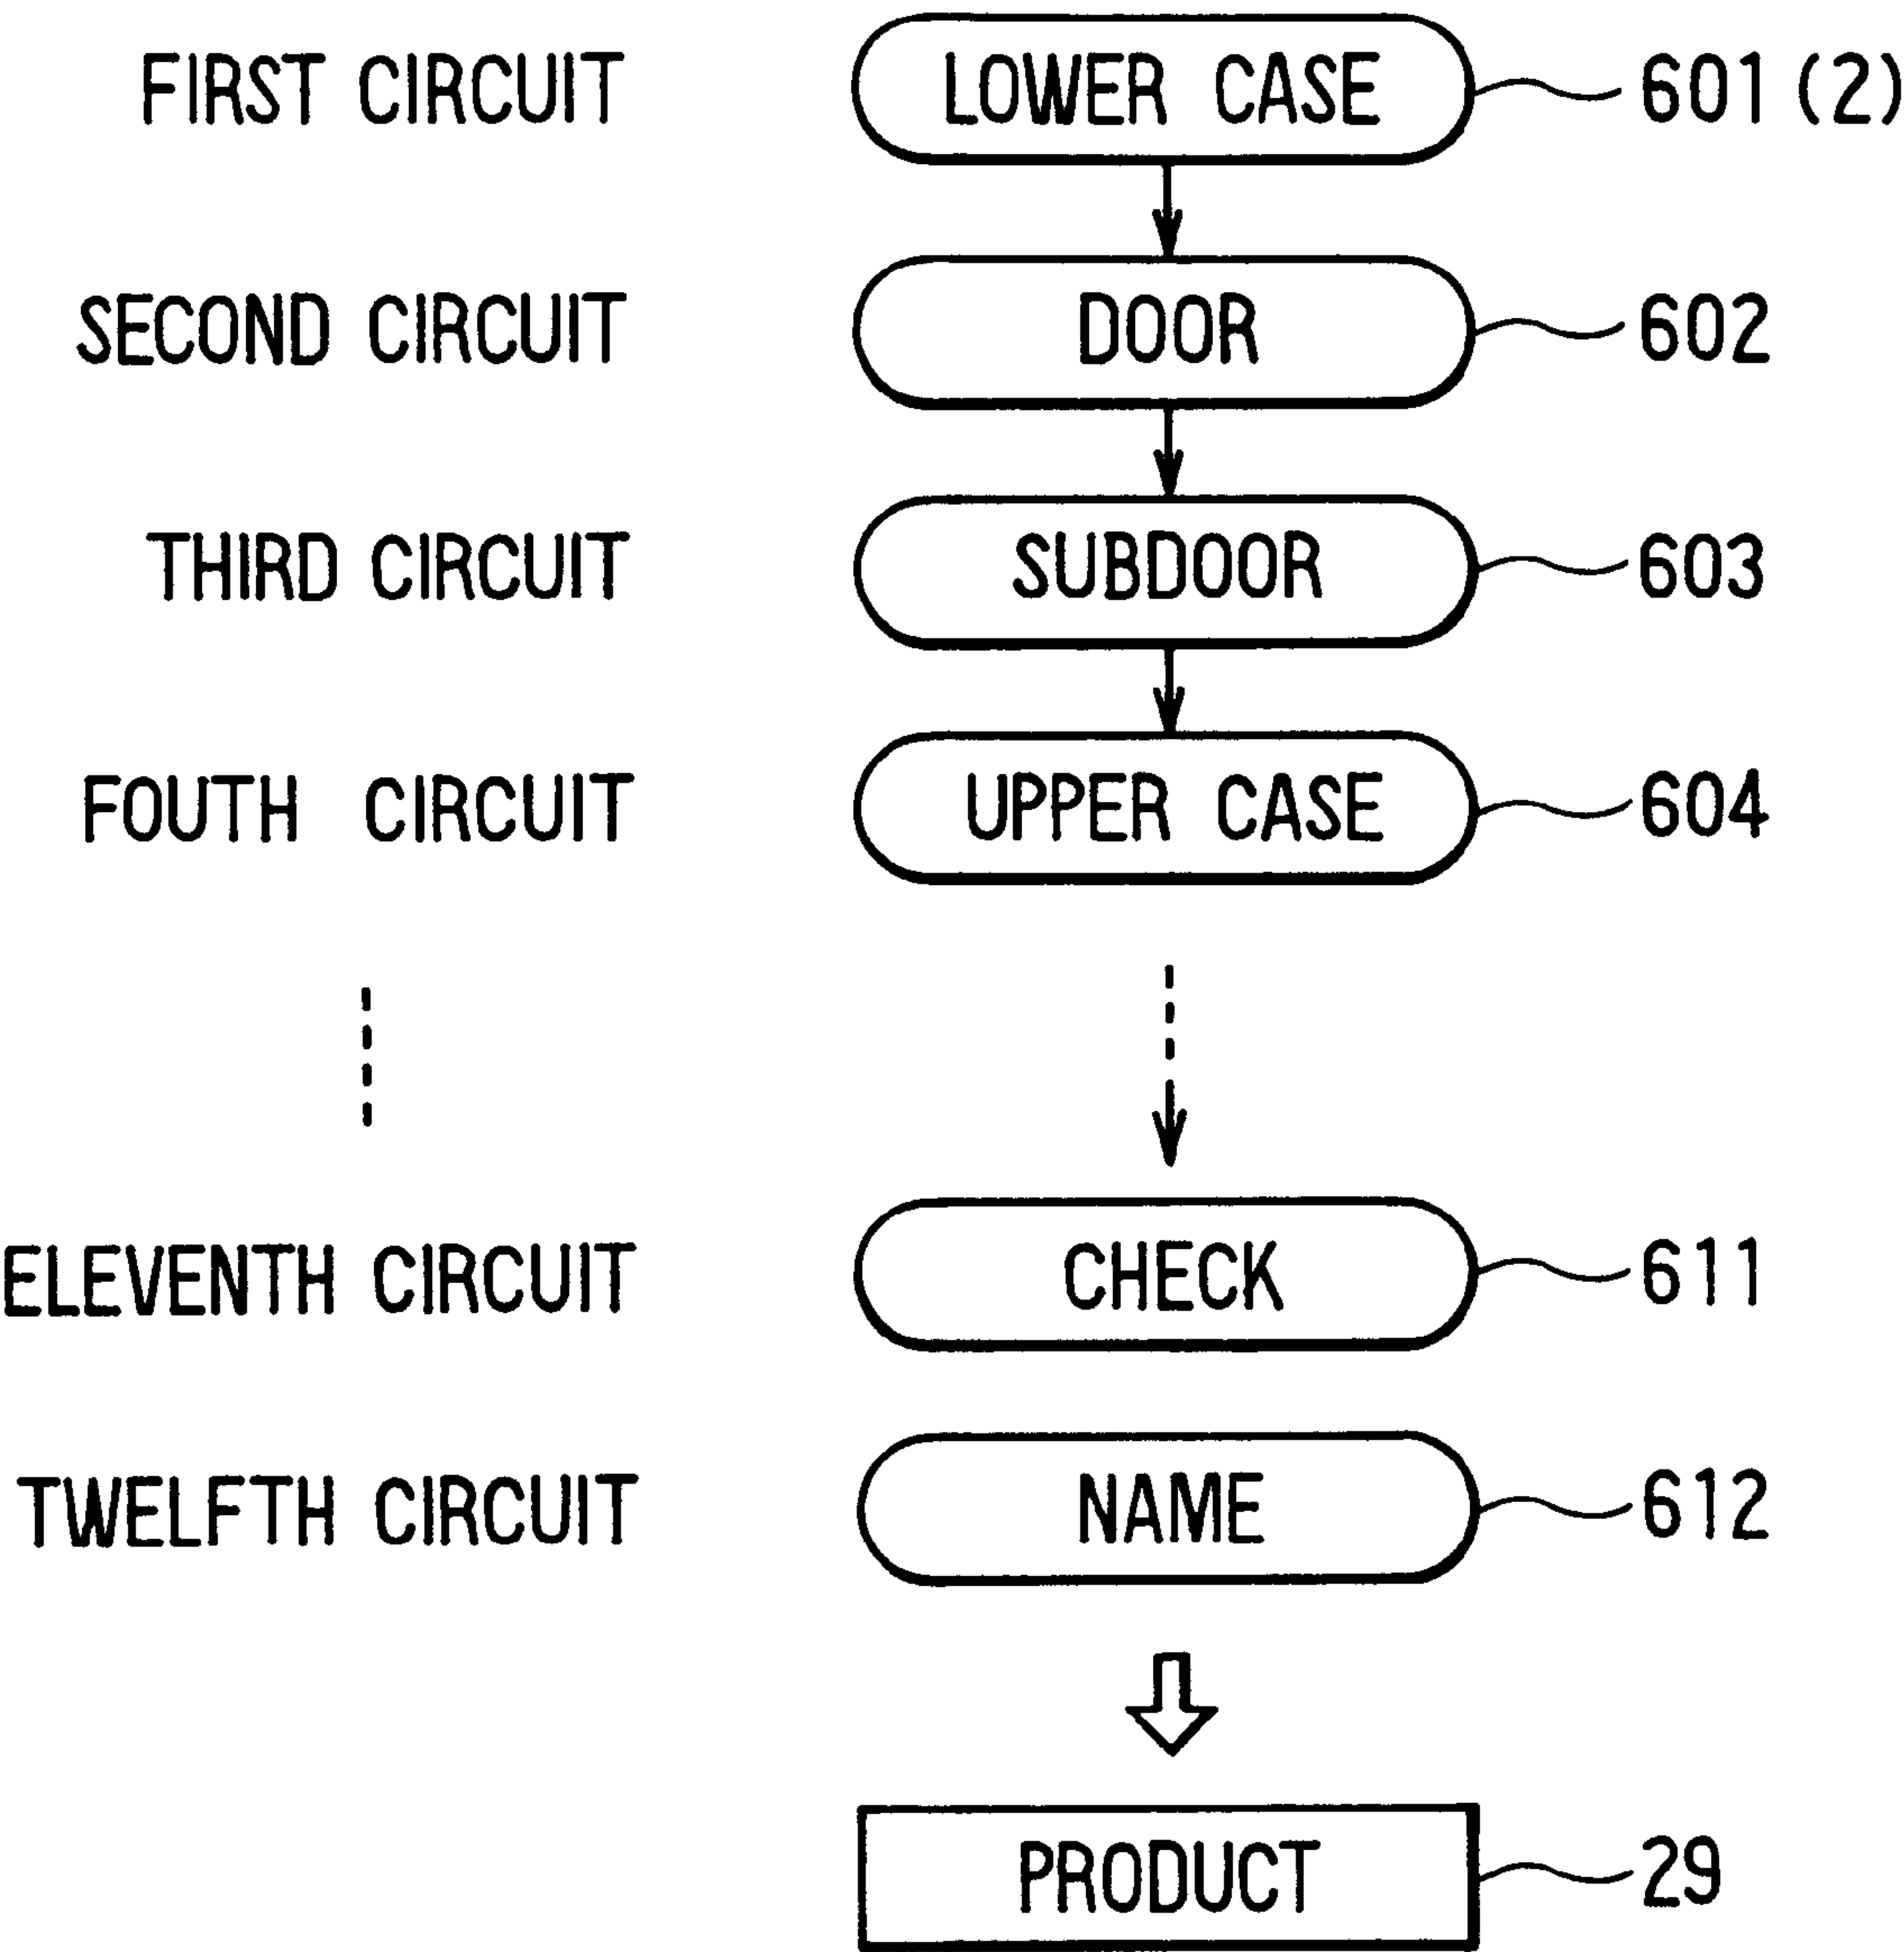 FIRST CIRCUIT LOWER CASE 601 (2)
SECOND CIRCUIT DOOR 602
THIRD CIRCUIT SUBDOOR 603
FOUTH CIRCUIT UPPER CASE 604
ELEVENTH CIRCUIT CHECK 611
TWELFTH CIRCUIT NAME 612
PRODUCT 29